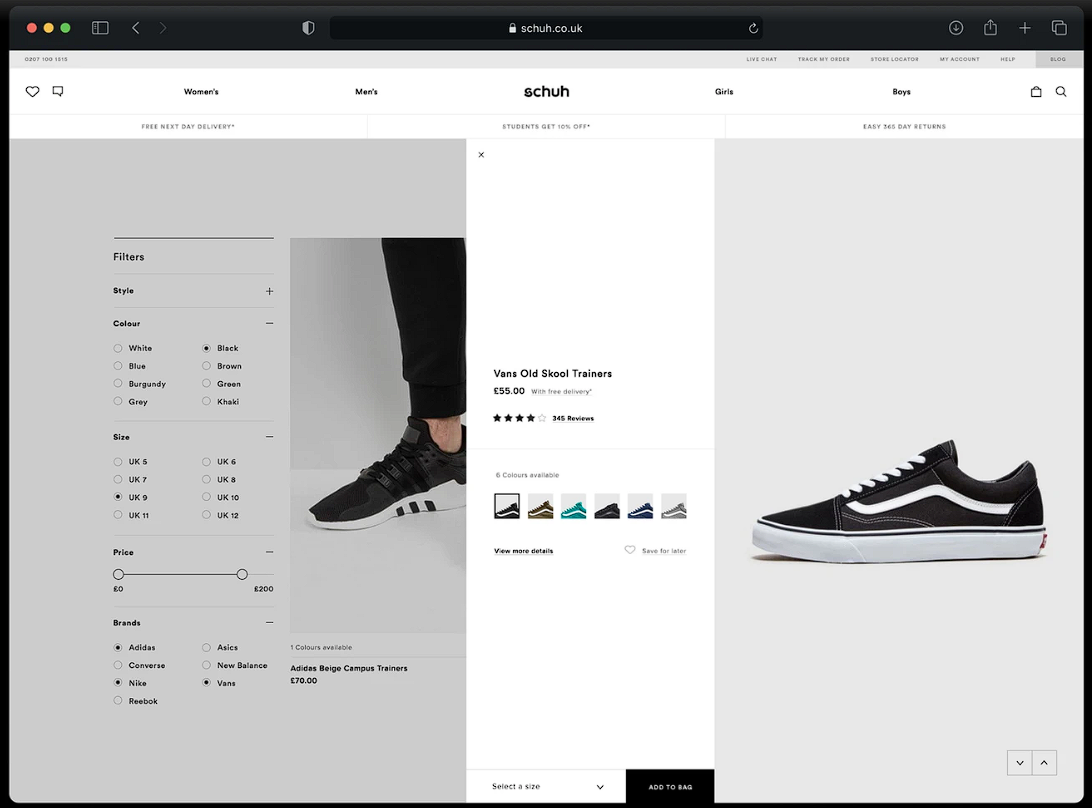 schuh.co.uk
0207 100 1515
LIVE CHAT
TRACK MY ORDER
STORE LOCATOR
MY ACCOUNT
HELP
BLOG
Women's
Men's
schuh
Girls
Boys
FREE NEXT DAY DELIVERY*
STUDENTS GET 10% OFF*
EASY 365 DAY RETURNS
Filters
Style
Colour
White
Black
Blue
Brown
Burgundy
Green
Grey
Khaki
Size
UK 5
UK 6
UK 7
UK 8
UK 9
UK 10
UK 11
UK 12
Price
£0
£200
Brands
Adidas
Asics
Converse
New Balance
Nike
Vans
Reebok
1 Colours available
Adidas Beige Campus Trainers
£70.00
Vans Old Skool Trainers
£55.00 With free delivery*
345 Reviews
6 Colours available
View more details
Save for later
Select a size
ADD TO BAG